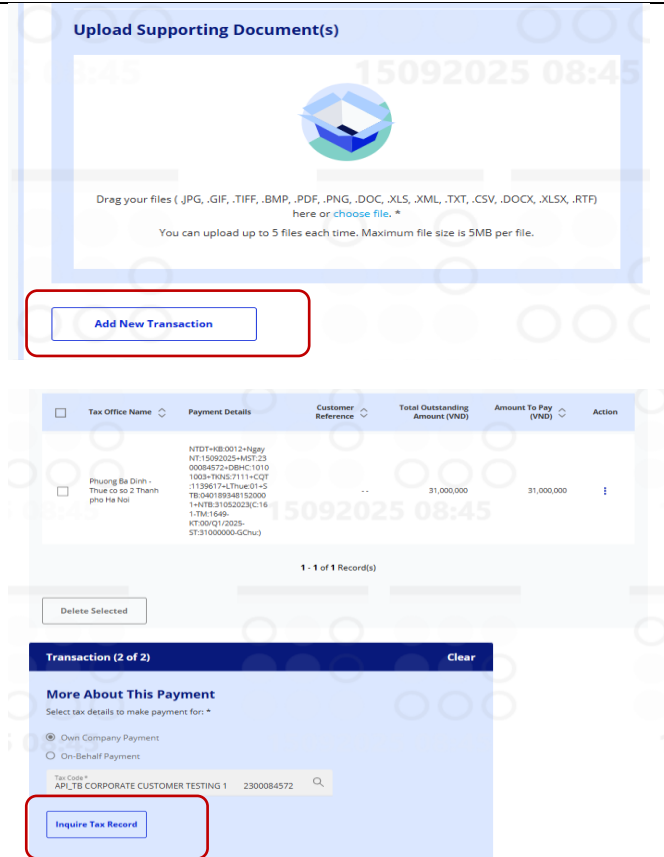 Upload Supporting Document(s)
15092025 08:45
Drag your files ( .JPG, .GIF, .TIFF, .BMP, .PDF, .PNG, .DOC, .XLS, .XML, .TXT, .CSV, .DOCX, .XLSX, .RTF)
here or choose file. *
You can upload up to 5 files each time. Maximum file size is 5MB per file.
Add New Transaction
Tax Office Name Payment Details Customer Reference Total Outstanding Amount (VND) Amount To Pay (VND) Action
NTDT+KB:0012+Ngay
NT:15092025+MST:23
00084572+DBHC:1010
1003+TKNS:7111+CQT
:1139617+LThue:01+S
TB:040189348152000
1+NTB:31052023(C:16
1-TM:1649-
KT:00/Q1/2025-
ST:31000000-GChu:)
Phuong Ba Dinh -
Thue co so 2 Thanh
pho Ha Noi
- - 31,000,000 31,000,000
15092025 08:45
1 - 1 of 1 Record(s)
Delete Selected
Transaction (2 of 2) Clear
More About This Payment
Select tax details to make payment for: *
Own Company Payment
On-Behalf Payment
Tax Code *
API_TB CORPORATE CUSTOMER TESTING 1 2300084572
Inquire Tax Record